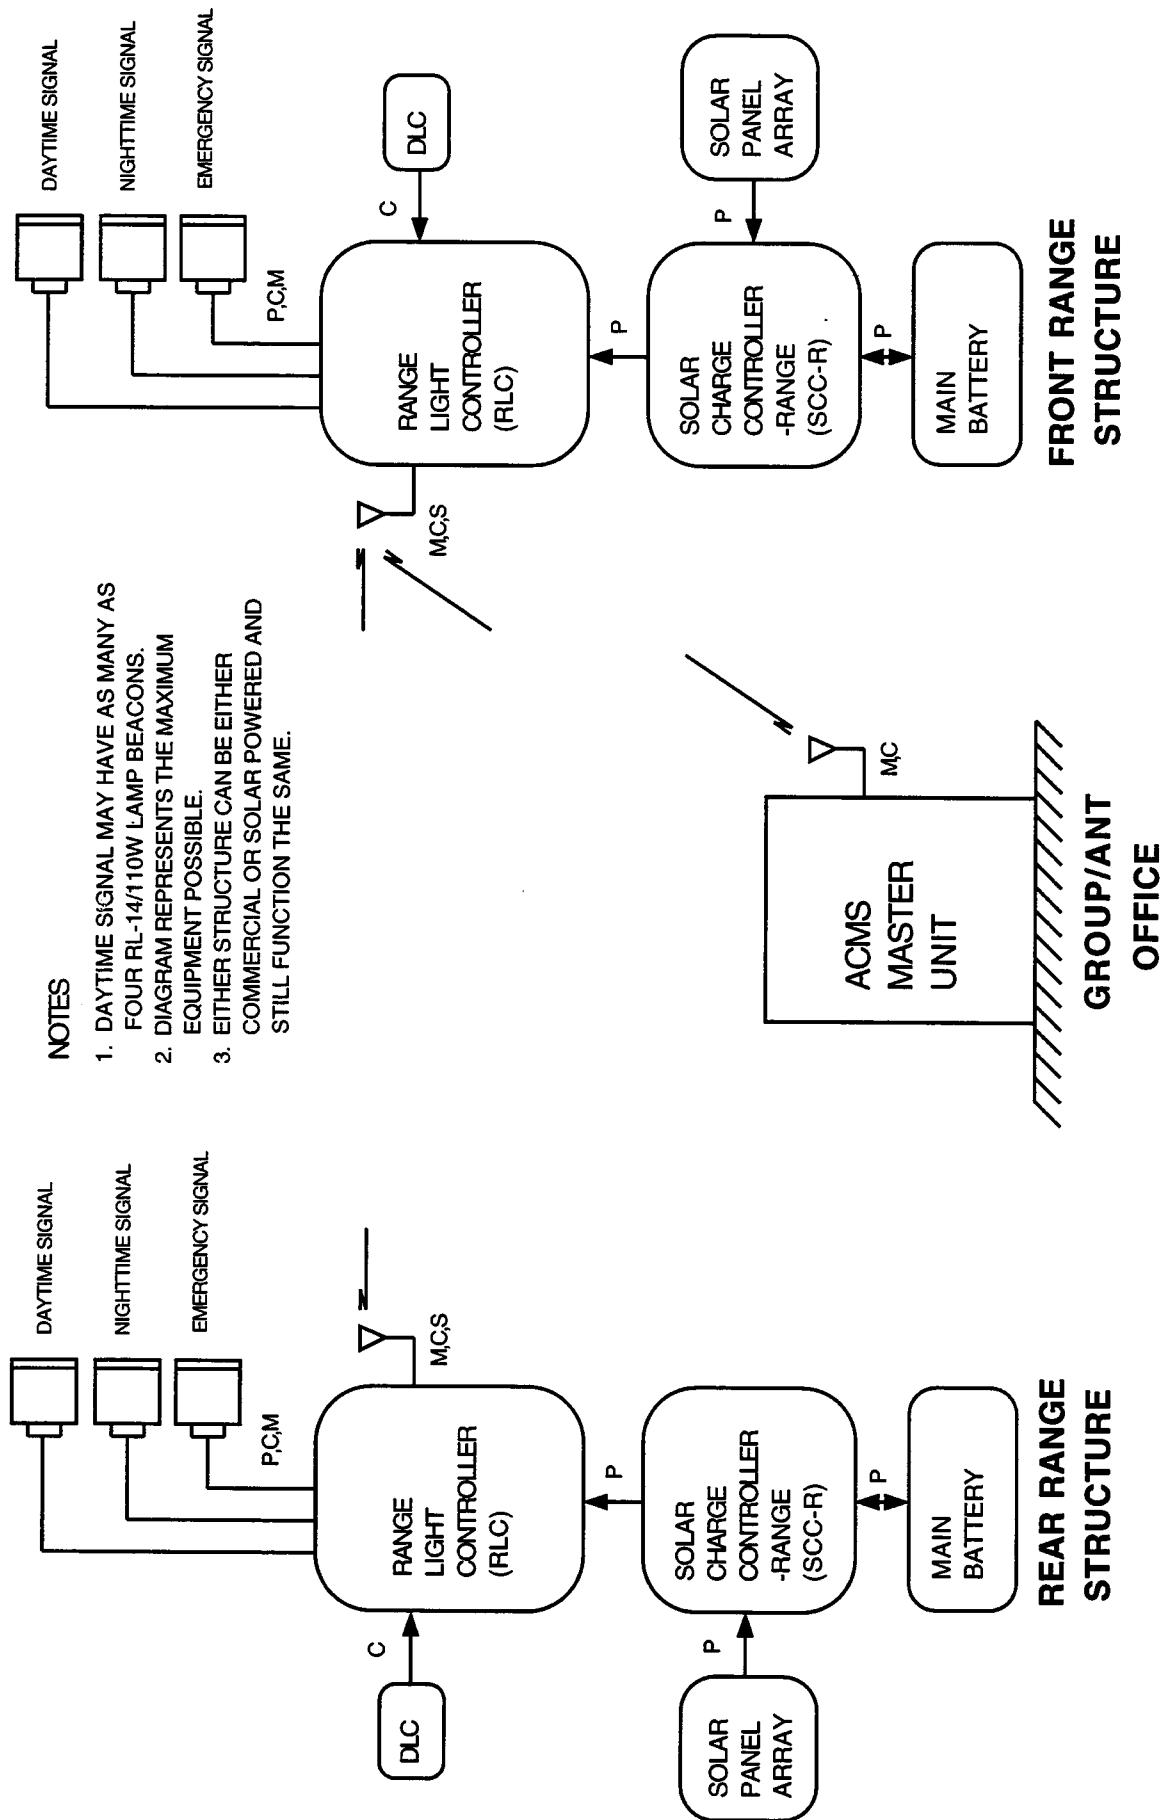 DAYTIME SIGNAL
NIGHTTIME SIGNAL
EMERGENCY SIGNAL
P,C,M
DLC
C
RANGE
LIGHT
CONTROLLER
(RLC)
M,C,S
P
SOLAR
PANEL
ARRAY
P
SOLAR
CHARGE
CONTROLLER
-RANGE
(SCC-R)
P
MAIN
BATTERY
REAR RANGE
STRUCTURE
NOTES
1. DAYTIME SIGNAL MAY HAVE AS MANY AS
FOUR RL-14/110W LAMP BEACONS.
2. DIAGRAM REPRESENTS THE MAXIMUM
EQUIPMENT POSSIBLE.
3. EITHER STRUCTURE CAN BE EITHER
COMMERCIAL OR SOLAR POWERED AND
STILL FUNCTION THE SAME.
ACMS
MASTER
UNIT
M,C
GROUP/ANT
OFFICE
DAYTIME SIGNAL
NIGHTTIME SIGNAL
EMERGENCY SIGNAL
P,C,M
M,C,S
RANGE
LIGHT
CONTROLLER
(RLC)
C
DLC
P
SOLAR
CHARGE
CONTROLLER
-RANGE
(SCC-R)
P
SOLAR
PANEL
ARRAY
P
MAIN
BATTERY
FRONT RANGE
STRUCTURE